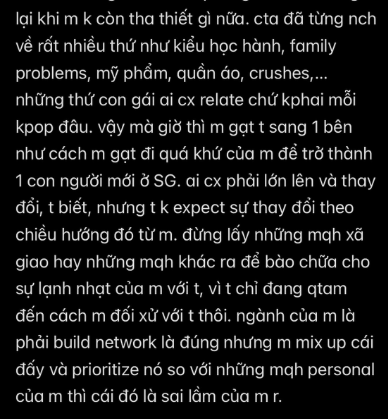 lại khi m k còn tha thiết gì nữa. cta đã từng nch
về rất nhiều thứ như kiểu học hành, family
problems, mỹ phẩm, quần áo, crushes,...
những thứ con gái ai cx relate chứ kphai mỗi
kpop đâu. vậy mà giờ thì m gạt t sang 1 bên
như cách m gạt đi quá khứ của m để trở thành
1 con người mới ở SG. ai cx phải lớn lên và thay
đổi, t biết, nhưng t k expect sự thay đổi theo
chiều hướng đó từ m. đừng lấy những mqh xã
giao hay những mqh khác ra để bào chữa cho
sự lạnh nhạt của m với t, vì t chỉ đang qtam
đến cách m đối xử với t thôi. ngành của m là
phải build network là đúng nhưng m mix up cái
đấy và prioritize nó so với những mqh personal
của m thì cái đó là sai lầm của m r.